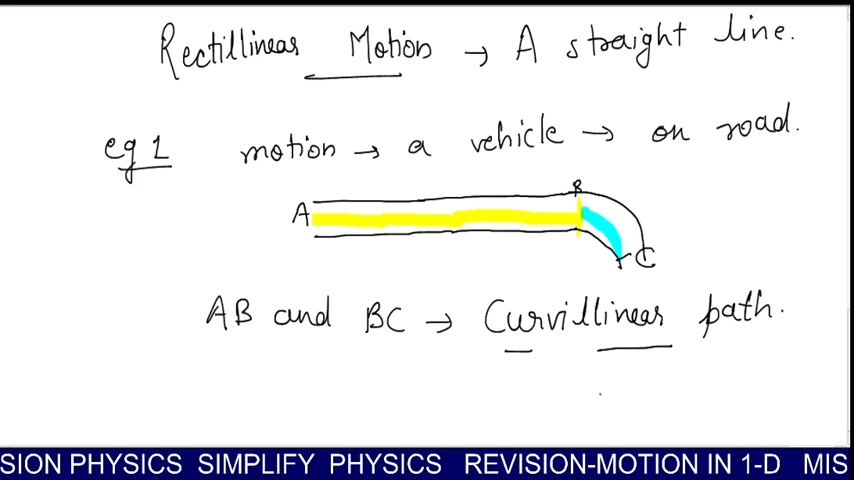 Rectillinear Motion → A straight line.
eg 1 motion → a vehicle → on road.
B
A
C
AB and BC → Curvillinear path.
SION PHYSICS SIMPLIFY PHYSICS REVISION-MOTION IN 1-D MIS